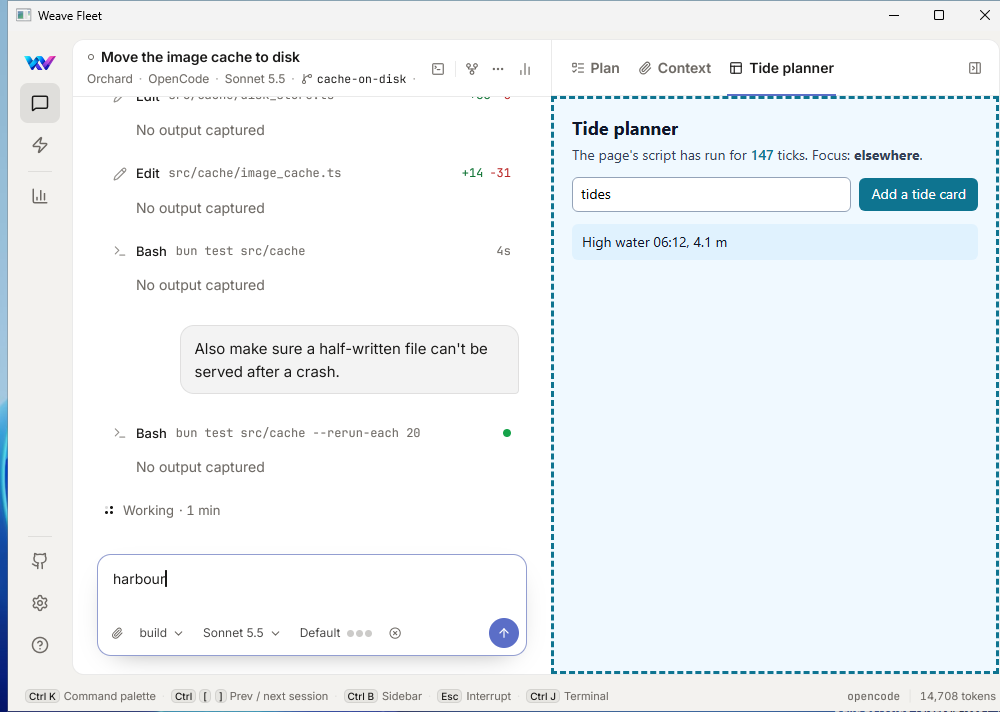 Weave Fleet
Move the image cache to disk
Orchard · OpenCode · Sonnet 5.5 · cache-on-disk ·
Edit src/cache/disk_store.ts
No output captured
Edit src/cache/image_cache.ts +14 -31
No output captured
Bash bun test src/cache 4s
No output captured
Also make sure a half-written file can't be
served after a crash.
Bash bun test src/cache --rerun-each 20
No output captured
Working · 1 min
harbour
build Sonnet 5.5 Default
Plan Context Tide planner
Tide planner
The page's script has run for 147 ticks. Focus: elsewhere.
tides Add a tide card
High water 06:12, 4.1 m
Ctrl K Command palette Ctrl [ ] Prev / next session Ctrl B Sidebar Esc Interrupt Ctrl J Terminal opencode 14,708 tokens